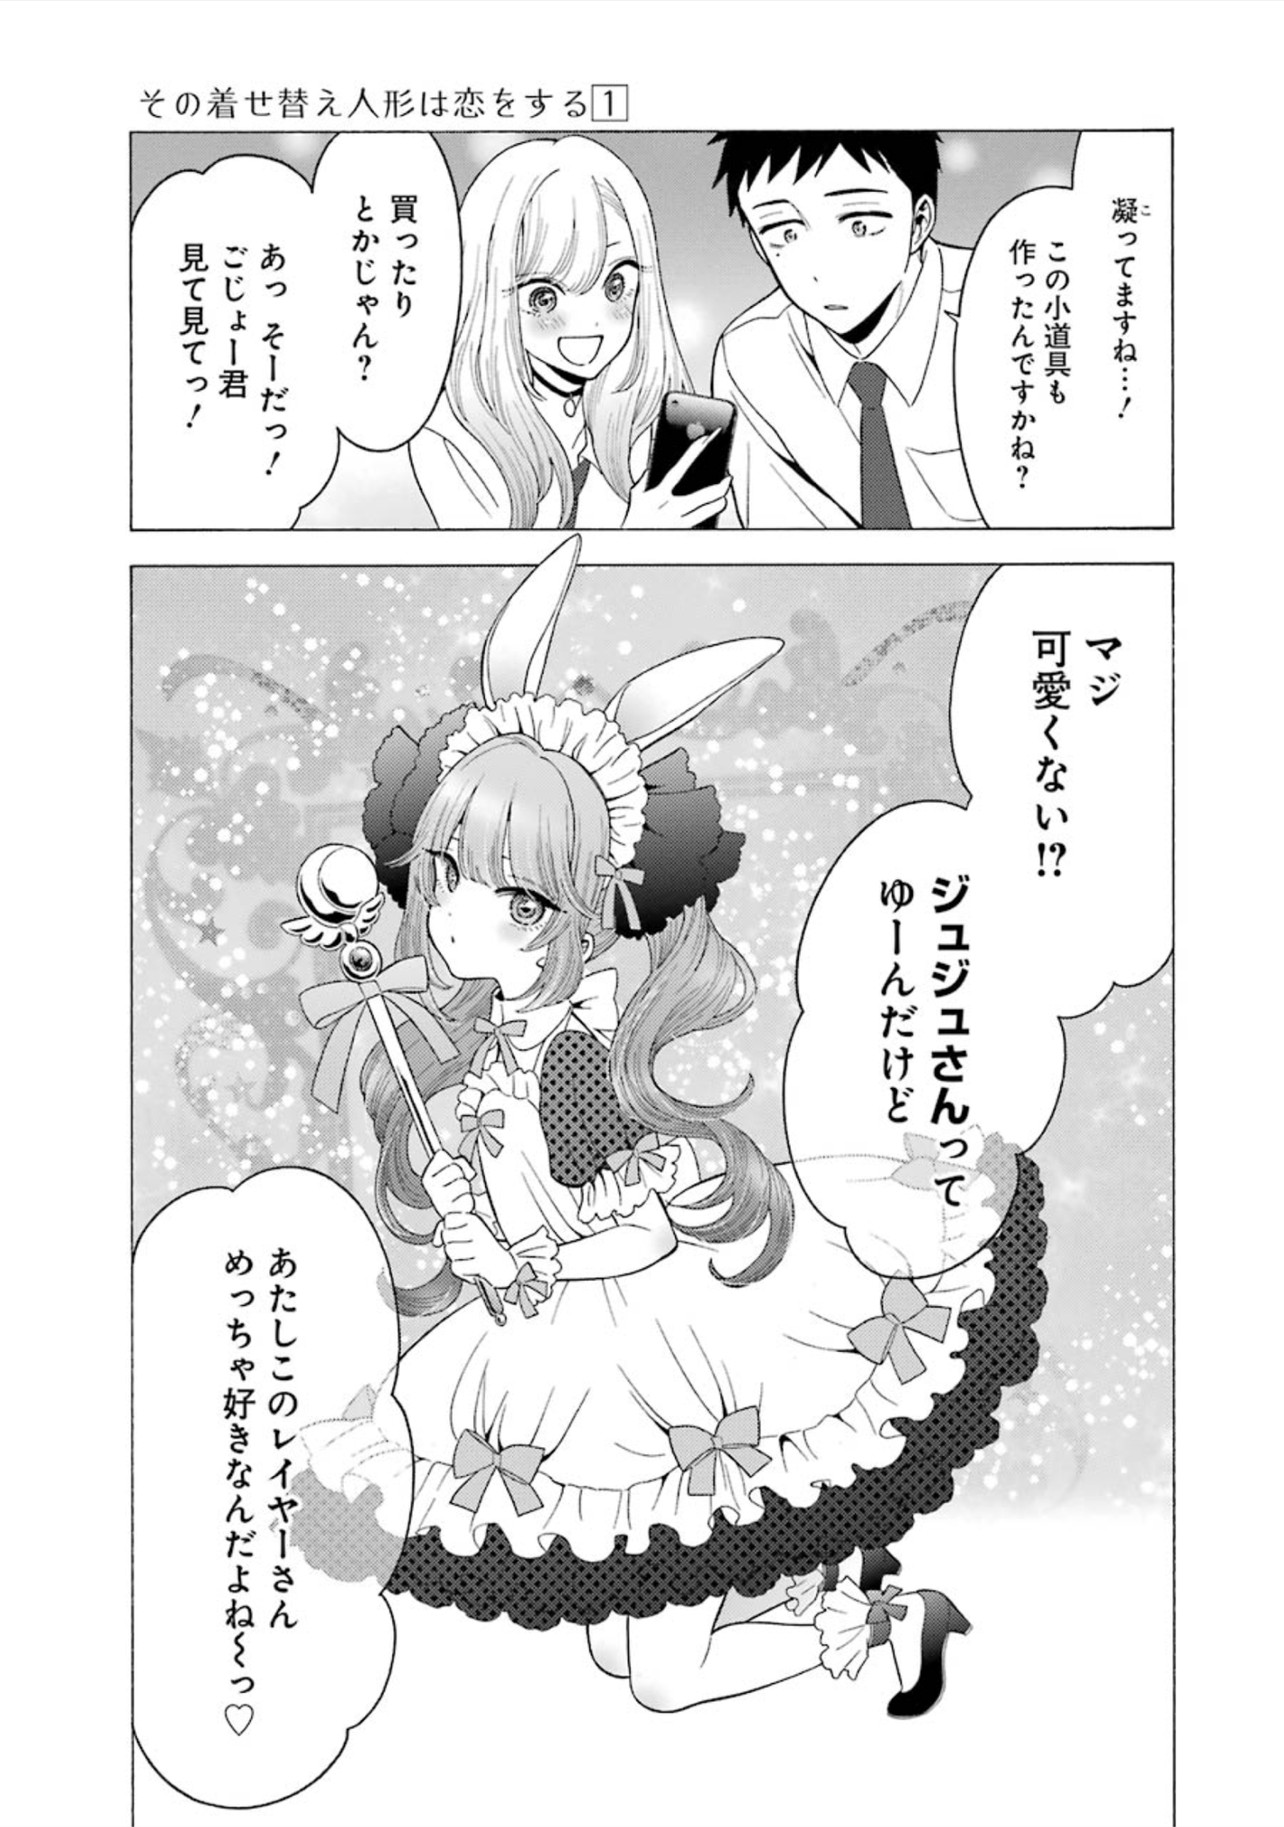 その着せ替え人形は恋をする 1
凝ってますね…!
この小道具も
作ったんですかね?
買ったり
とかじゃん?
あっ そーだっ!
ごじょー君
見て見てっ!
マジ
可愛くない!?
ジュジュさんって
ゆーんだけど
あたしこのレイヤーさん
めっちゃ好きなんだよね〜っ♡